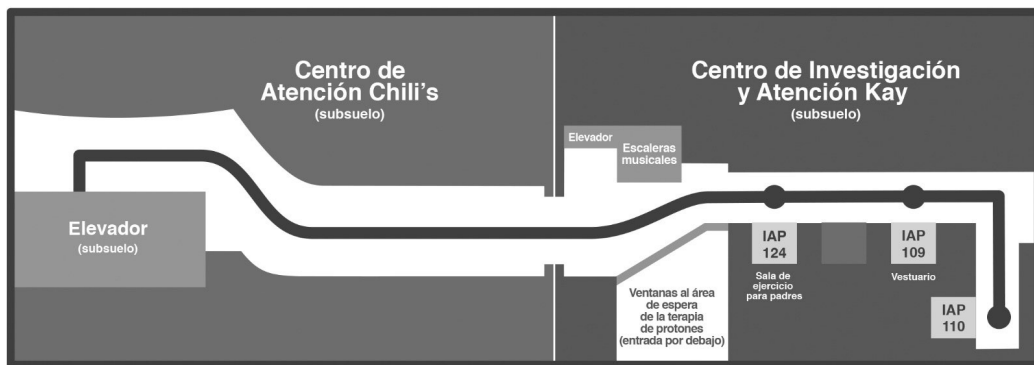 Centro de
Atención Chili's
(subsuelo)
Elevador
(subsuelo)
Centro de Investigación
y Atención Kay
(subsuelo)
Elevador
Escaleras
musicales
Ventanas al área
de espera
de la terapia
de protones
(entrada por debajo)
IAP
124
Sala de
ejercicio
para padres
IAP
109
Vestuario
IAP
110